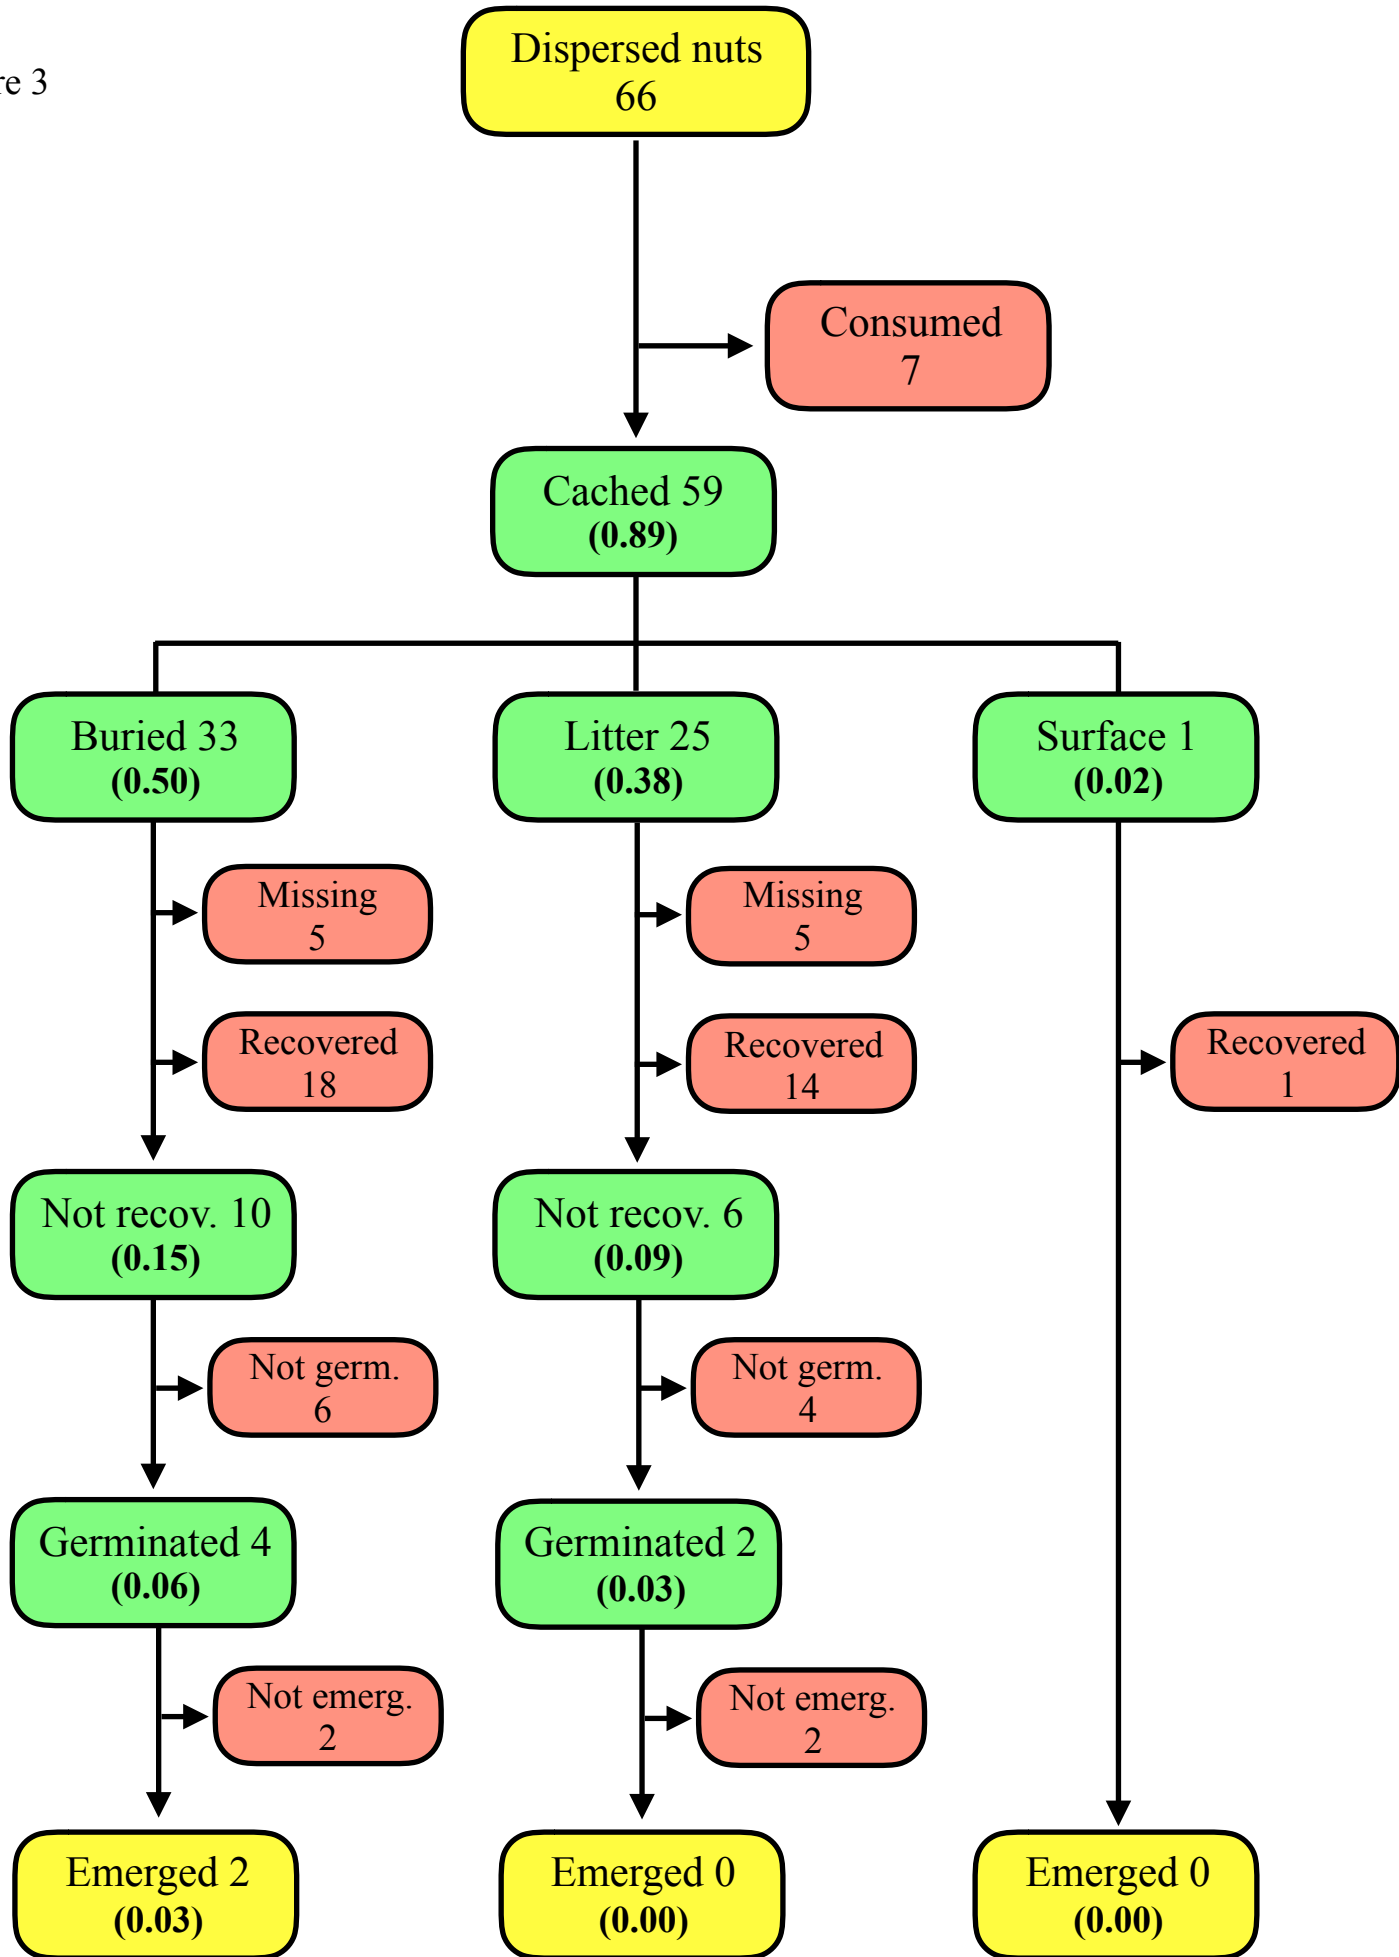 Dispersed nuts
66
re 3
Consumed
7
Cached 59
(0.89)
Buried 33
(0.50)
Litter 25
(0.38)
Surface 1
(0.02)
Missing
5
Missing
5
Recovered
18
Recovered
14
Recovered
1
Not recov. 10
(0.15)
Not recov. 6
(0.09)
Not germ.
6
Not germ.
4
Germinated 4
(0.06)
Germinated 2
(0.03)
Not emerg.
2
Not emerg.
2
Emerged 2
(0.03)
Emerged 0
(0.00)
Emerged 0
(0.00)